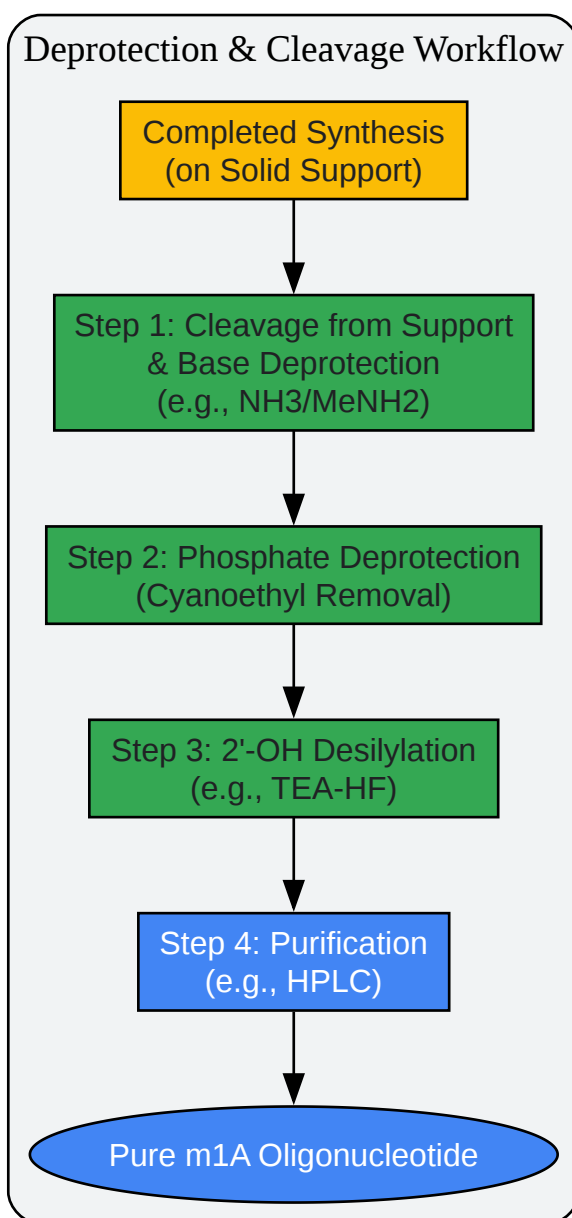 Deprotection & Cleavage Workflow
Completed Synthesis
(on Solid Support)
Step 1: Cleavage from Support
& Base Deprotection
(e.g., NH3/MeNH2)
Step 2: Phosphate Deprotection
(Cyanoethyl Removal)
Step 3: 2'-OH Desilylation
(e.g., TEA-HF)
Step 4: Purification
(e.g., HPLC)
Pure m1A Oligonucleotide